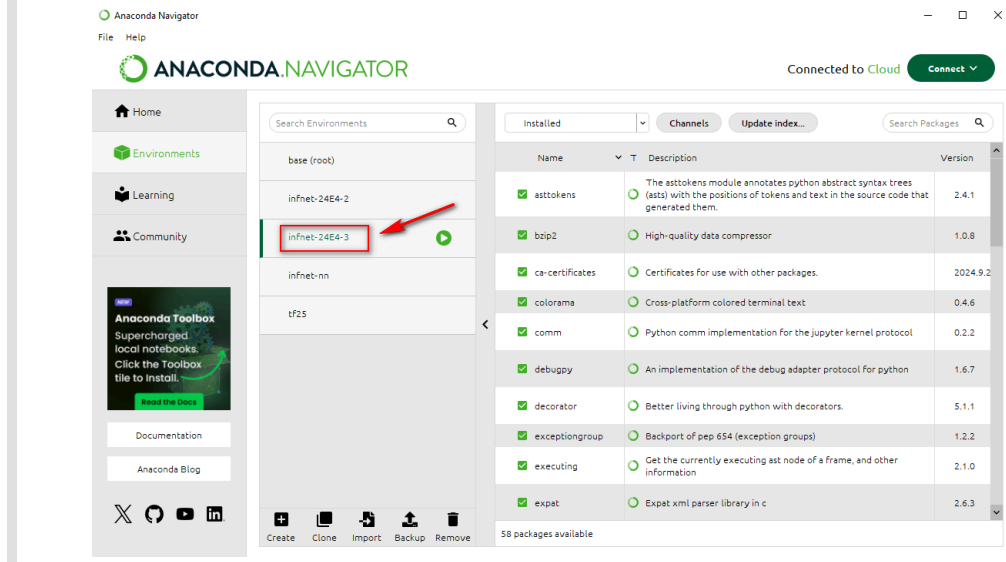 Anaconda Navigator
File Help
ANACONDA.NAVIGATOR
Connected to Cloud
Connect
Home
Environments
Learning
Community
NEW
Anaconda Toolbox
Supercharged
local notebooks.
Click the Toolbox
tile to Install.
Read the Docs
Documentation
Anaconda Blog
Search Environments
base (root)
infnet-24E4-2
infnet-24E4-3
infnet-nn
tf25
Create Clone Import Backup Remove
Installed
Channels
Update index...
Search Packages
Name T Description Version
asttokens
The asttokens module annotates python abstract syntax trees
(asts) with the positions of tokens and text in the source code that
generated them.
2.4.1
bzip2 High-quality data compressor 1.0.8
ca-certificates Certificates for use with other packages. 2024.9.2
colorama Cross-platform colored terminal text 0.4.6
comm Python comm implementation for the jupyter kernel protocol 0.2.2
debugpy An implementation of the debug adapter protocol for python 1.6.7
decorator Better living through python with decorators. 5.1.1
exceptiongroup Backport of pep 654 (exception groups) 1.2.2
executing
Get the currently executing ast node of a frame, and other
information
2.1.0
expat Expat xml parser library in c 2.6.3
58 packages available